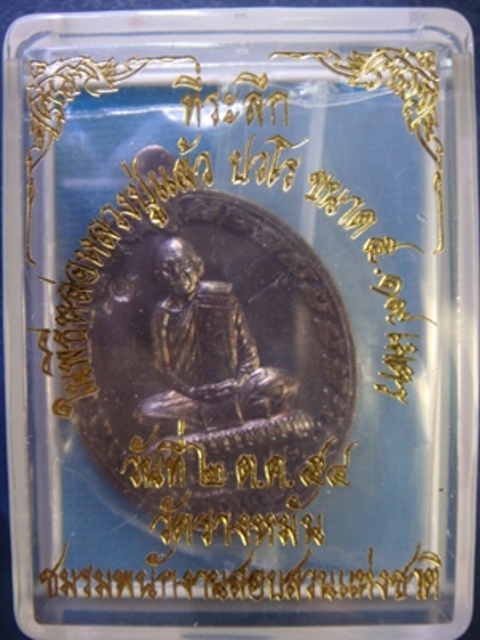 ที่ระลึก
ในพิธีหล่อหลวงปู่แล้ว ปวโร ขนาด สูง ๑๙ เมตร
วันที่ ๒ ต.ค. ๕๔
วัดรางหมัน
ชมรมพนักงานสอบสวนแห่งชาติ